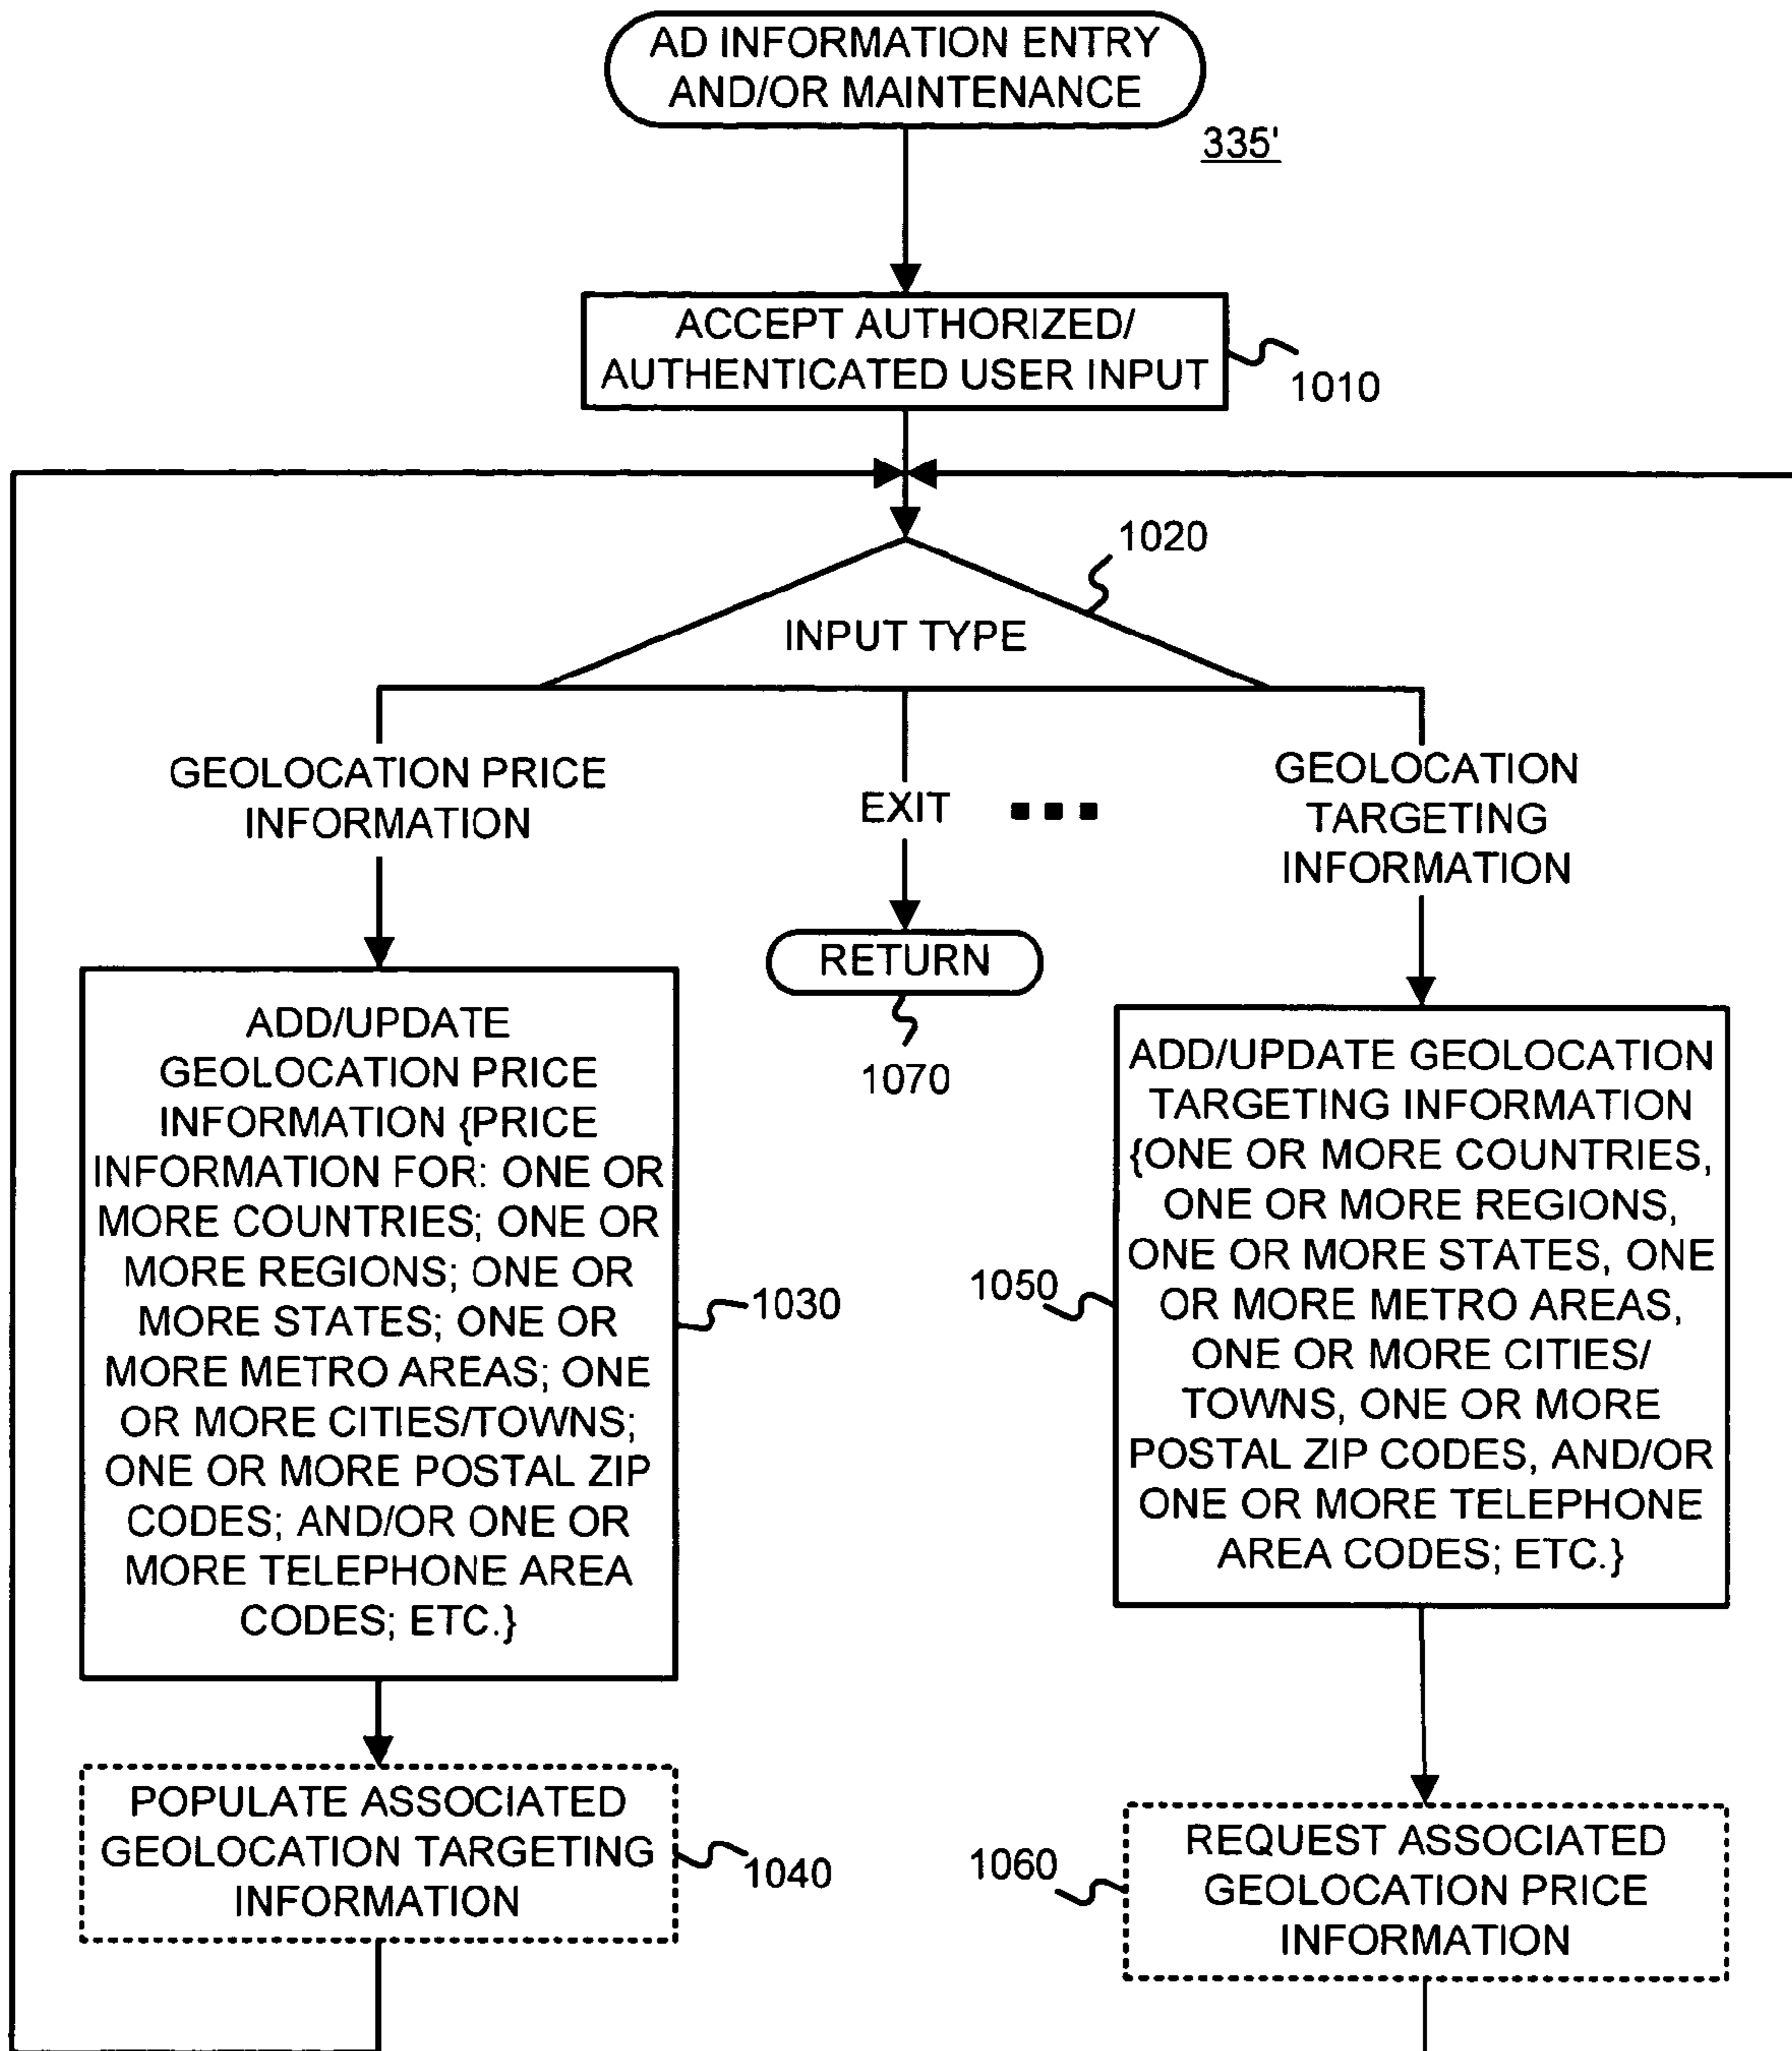 AD INFORMATION ENTRY
AND/OR MAINTENANCE
335'
ACCEPT AUTHORIZED/
AUTHENTICATED USER INPUT
1010
1020
INPUT TYPE
GEOLOCATION PRICE
INFORMATION
EXIT
GEOLOCATION
TARGETING
INFORMATION
RETURN
1070
ADD/UPDATE
GEOLOCATION PRICE
INFORMATION {PRICE
INFORMATION FOR: ONE OR
MORE COUNTRIES; ONE OR
MORE REGIONS; ONE OR
MORE STATES; ONE OR
MORE METRO AREAS; ONE
OR MORE CITIES/TOWNS;
ONE OR MORE POSTAL ZIP
CODES; AND/OR ONE OR
MORE TELEPHONE AREA
CODES; ETC.}
1030
ADD/UPDATE GEOLOCATION
TARGETING INFORMATION
{ONE OR MORE COUNTRIES,
ONE OR MORE REGIONS,
ONE OR MORE STATES, ONE
OR MORE METRO AREAS,
ONE OR MORE CITIES/
TOWNS, ONE OR MORE
POSTAL ZIP CODES, AND/OR
ONE OR MORE TELEPHONE
AREA CODES; ETC.}
1050
POPULATE ASSOCIATED
GEOLOCATION TARGETING
INFORMATION
1040
REQUEST ASSOCIATED
GEOLOCATION PRICE
INFORMATION
1060